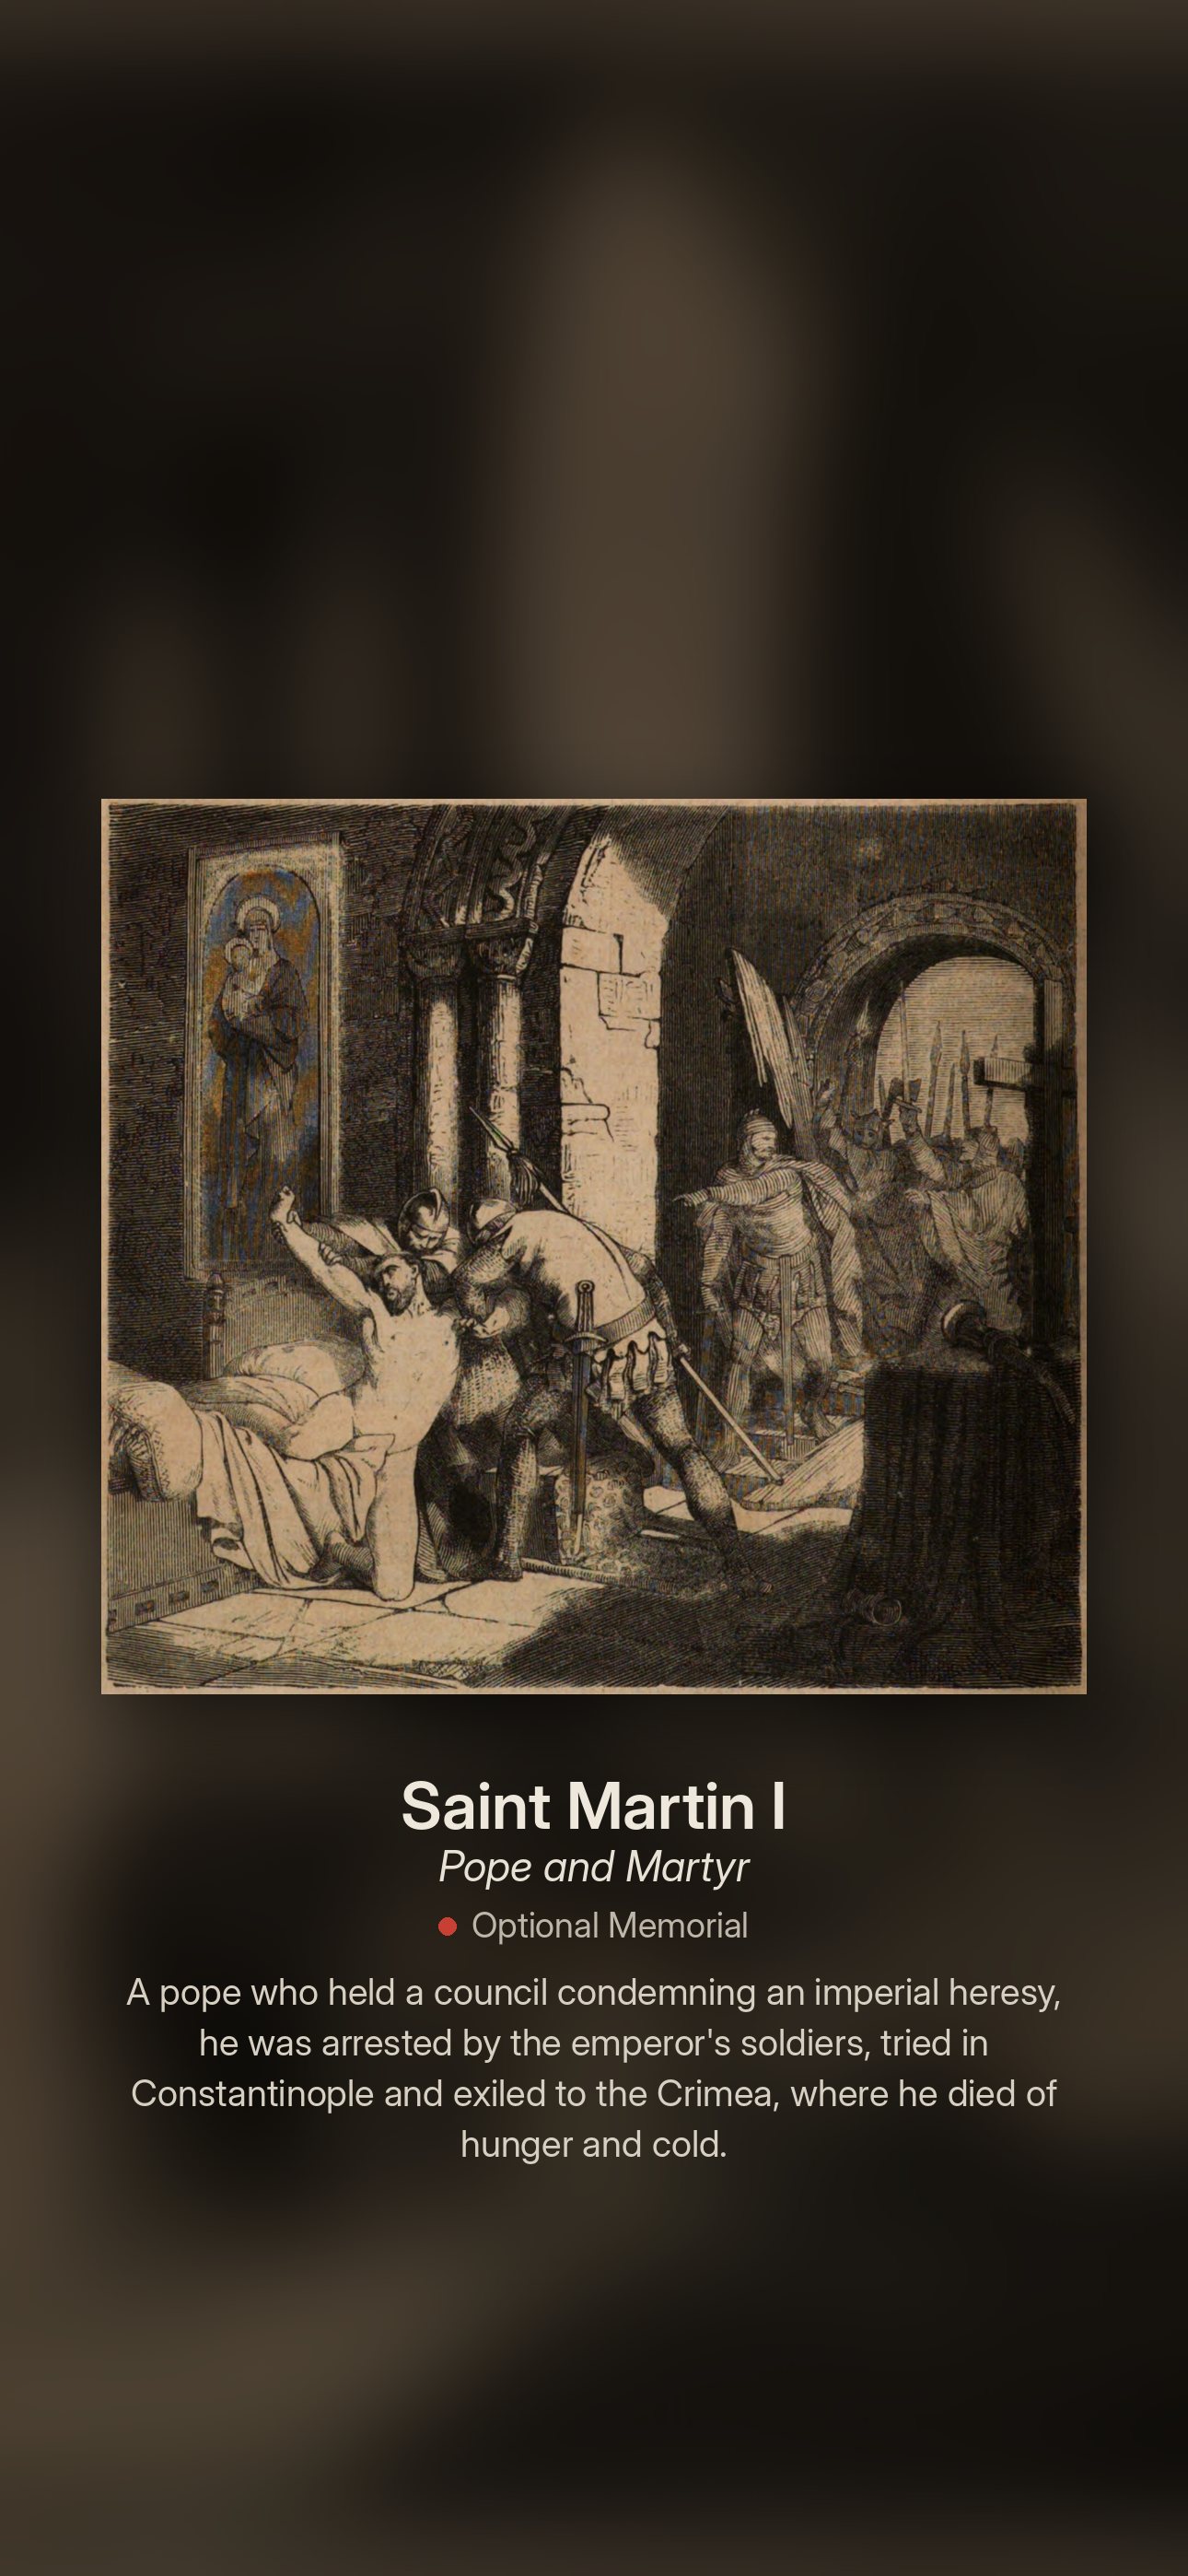 Saint Martin I
Pope and Martyr
Optional Memorial
A pope who held a council condemning an imperial heresy,
he was arrested by the emperor's soldiers, tried in
Constantinople and exiled to the Crimea, where he died of
hunger and cold.